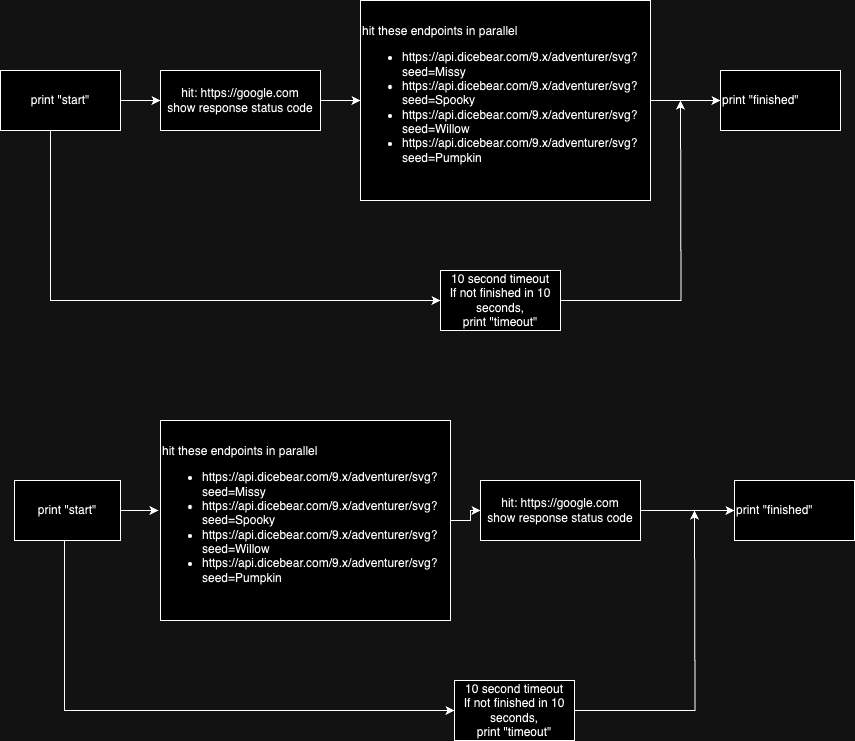 hit these endpoints in parallel
https://api.dicebear.com/9.x/adventurer/svg?
seed=Missy
https://api.dicebear.com/9.x/adventurer/svg?
seed=Spooky
https://api.dicebear.com/9.x/adventurer/svg?
seed=Willow
https://api.dicebear.com/9.x/adventurer/svg?
seed=Pumpkin
print "start"
hit: https://google.com
show response status code
print "finished"
10 second timeout
If not finished in 10
seconds,
print "timeout"
hit these endpoints in parallel
https://api.dicebear.com/9.x/adventurer/svg?
seed=Missy
https://api.dicebear.com/9.x/adventurer/svg?
seed=Spooky
https://api.dicebear.com/9.x/adventurer/svg?
seed=Willow
https://api.dicebear.com/9.x/adventurer/svg?
seed=Pumpkin
print "start"
hit: https://google.com
show response status code
print "finished"
10 second timeout
If not finished in 10
seconds,
print "timeout"